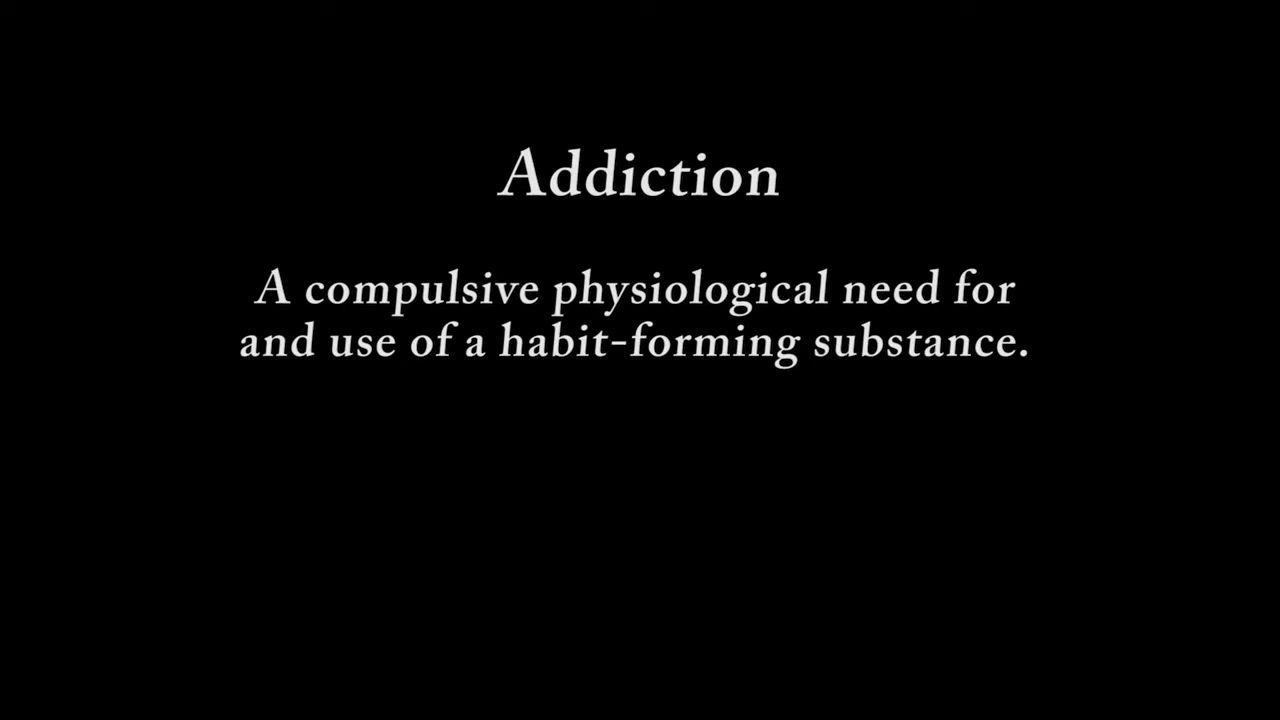 Addiction
A compulsive physiological need for
and use of a habit-forming substance.